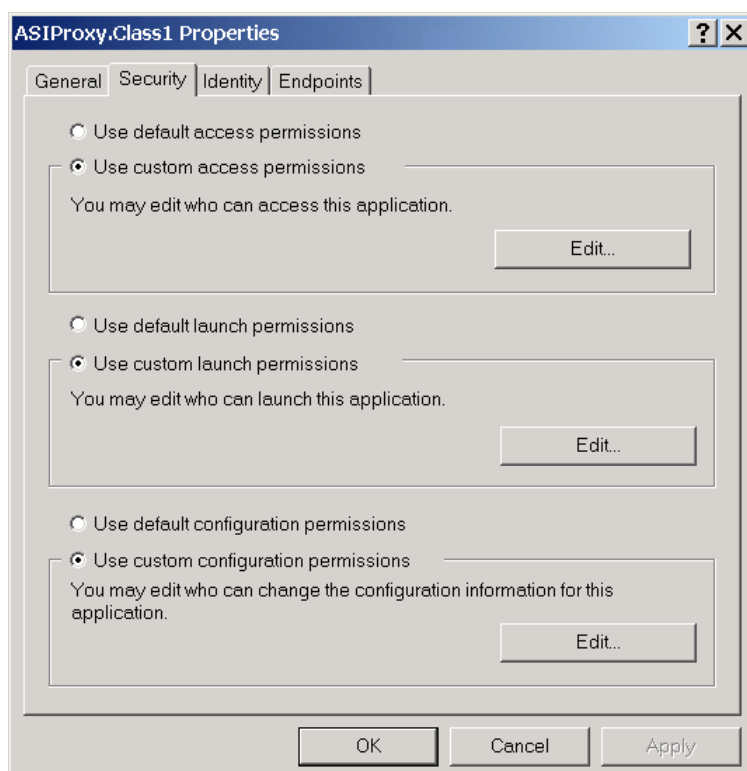 ASIProxy.Class1 Properties
General Security Identity Endpoints
Use default access permissions
Use custom access permissions
You may edit who can access this application.
Edit...
Use default launch permissions
Use custom launch permissions
You may edit who can launch this application.
Edit...
Use default configuration permissions
Use custom configuration permissions
You may edit who can change the configuration information for this
application.
Edit...
OK Cancel Apply